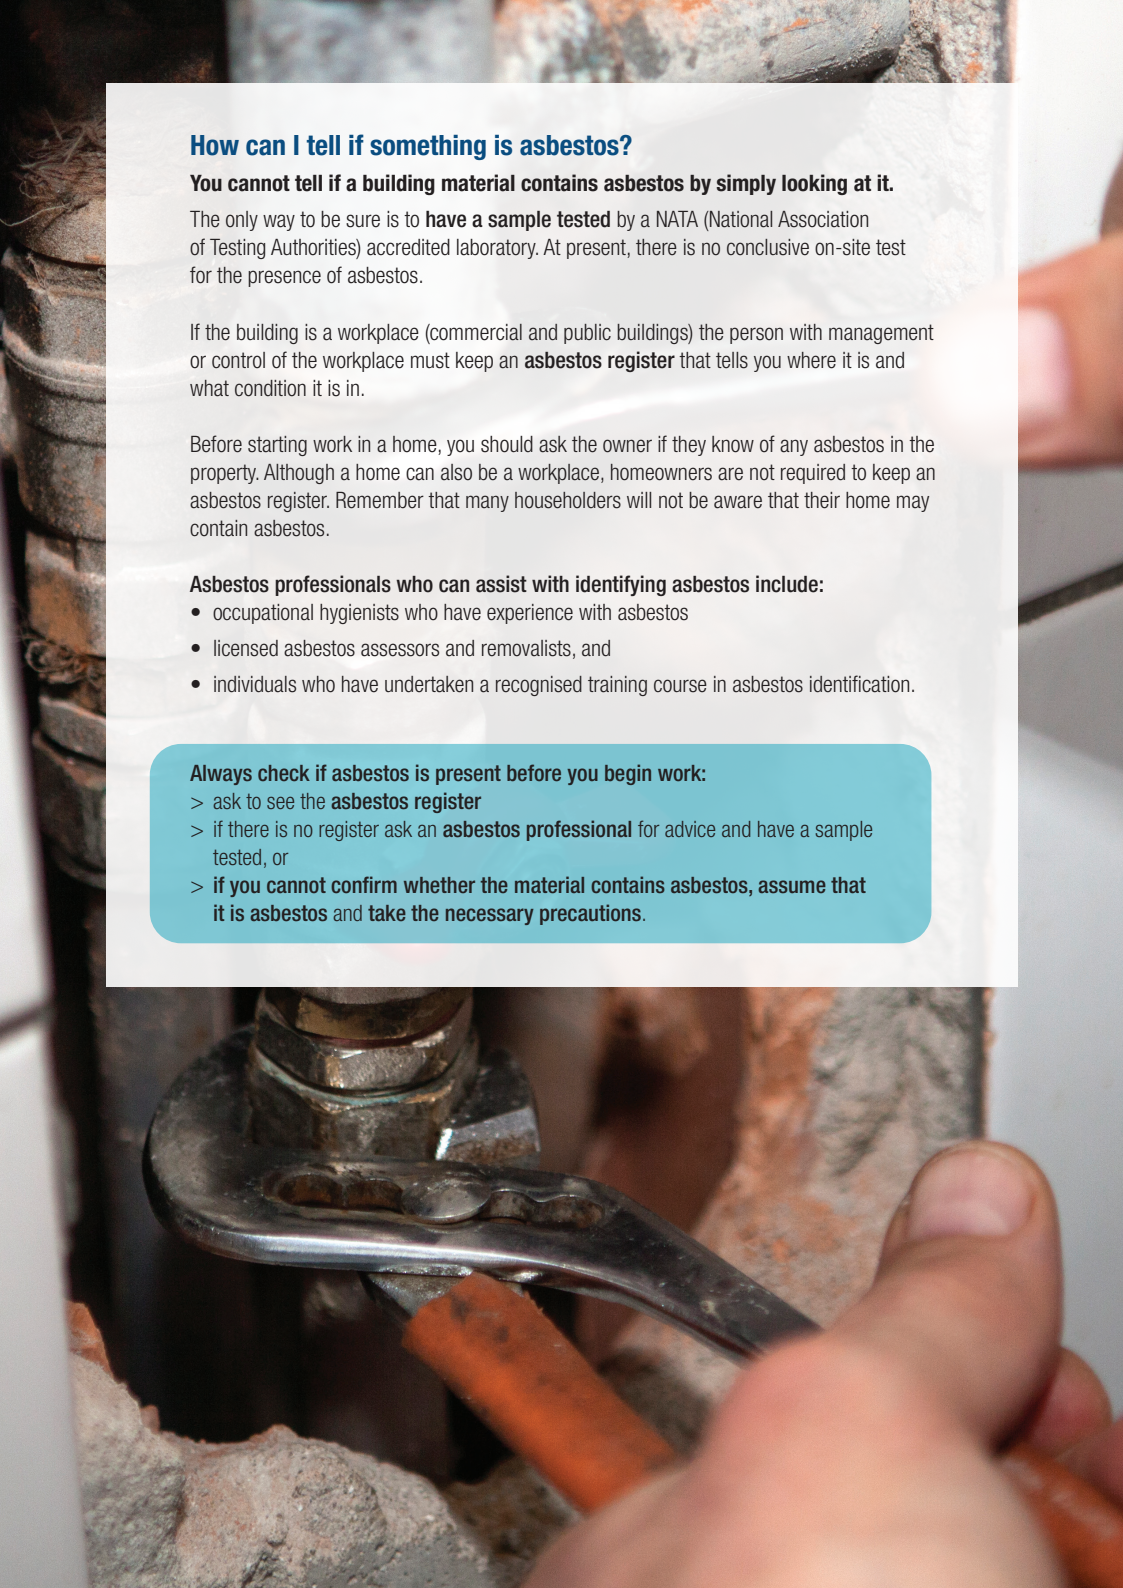 How can I tell if something is asbestos?
You cannot tell if a building material contains asbestos by simply looking at it.
The only way to be sure is to have a sample tested by a NATA (National Association
of Testing Authorities) accredited laboratory. At present, there is no conclusive on-site test
for the presence of asbestos.
If the building is a workplace (commercial and public buildings) the person with management
or control of the workplace must keep an asbestos register that tells you where it is and
what condition it is in.
Before starting work in a home, you should ask the owner if they know of any asbestos in the
property. Although a home can also be a workplace, homeowners are not required to keep an
asbestos register. Remember that many householders will not be aware that their home may
contain asbestos.
Asbestos professionals who can assist with identifying asbestos include:
• occupational hygienists who have experience with asbestos
• licensed asbestos assessors and removalists, and
• individuals who have undertaken a recognised training course in asbestos identification.
Always check if asbestos is present before you begin work:
> ask to see the asbestos register
> if there is no register ask an asbestos professional for advice and have a sample
tested, or
> if you cannot confirm whether the material contains asbestos, assume that
it is asbestos and take the necessary precautions.